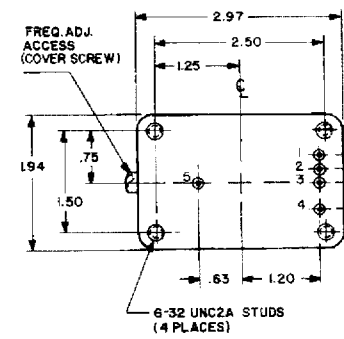 2.97
FREQ. ADJ.
ACCESS
(COVER SCREW)
2.50
1.25
℄
1.94
.75
1.50
1
2
3
4
5
.63
1.20
6-32 UNC2A STUDS
(4 PLACES)